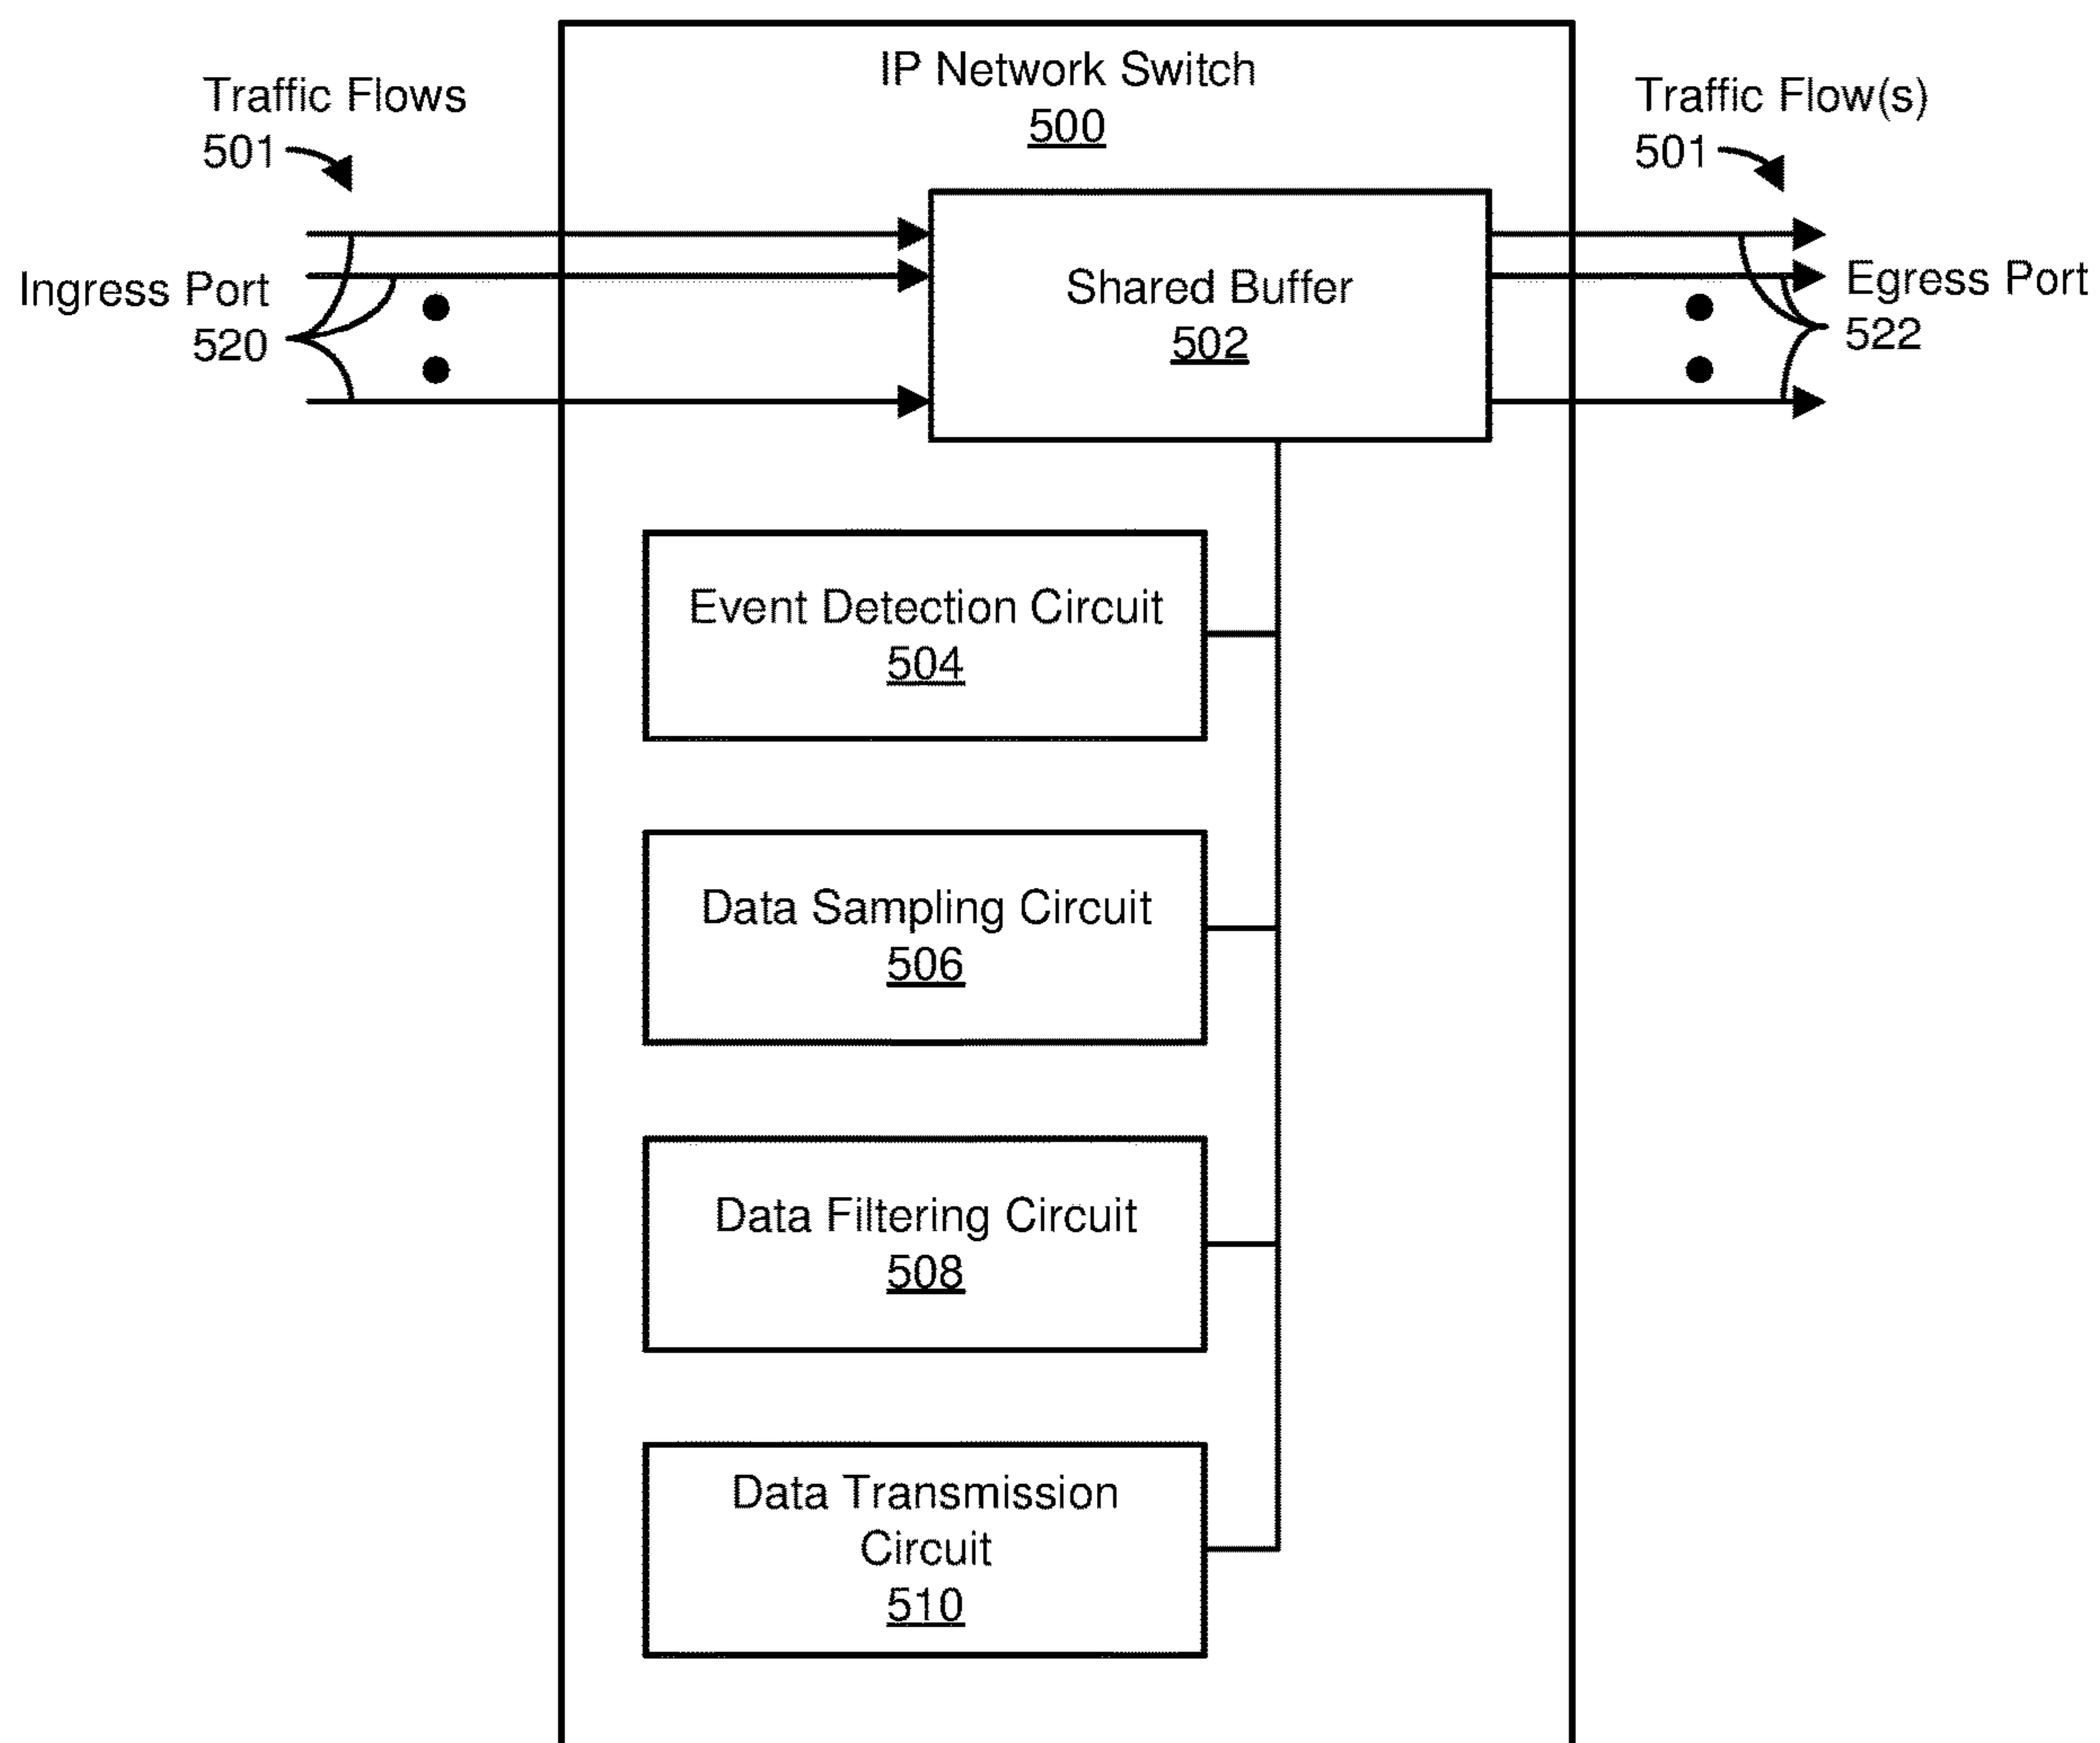 IP Network Switch
500
Traffic Flows
501
Traffic Flow(s)
501
Ingress Port
520
Shared Buffer
502
Egress Port
522
Event Detection Circuit
504
Data Sampling Circuit
506
Data Filtering Circuit
508
Data Transmission
Circuit
510